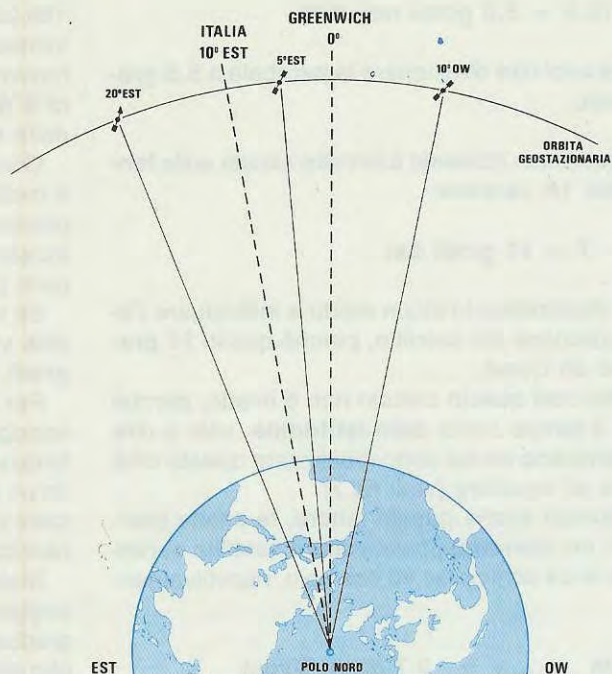 GREENWICH
0°
ITALIA
10° EST
5° EST
10° OW
20° EST
ORBITA
GEOSTAZIONARIA
EST
POLO NORD
OW